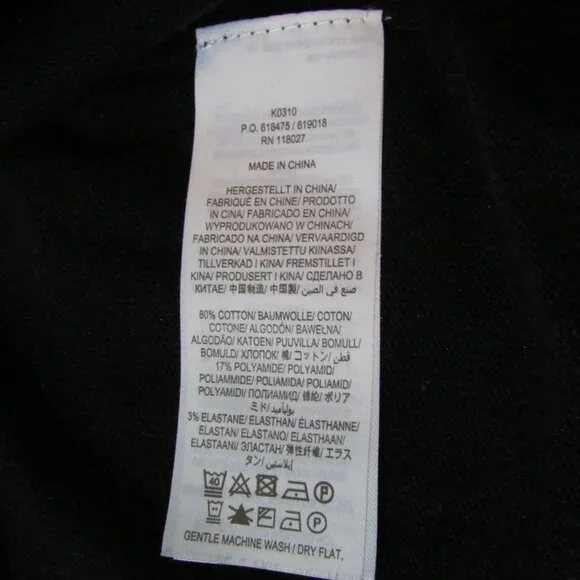 K0310
P.O. 618475 / 619018
RN 118027
MADE IN CHINA
HERGESTELLT IN CHINA/
FABRIQUÉ EN CHINE/ PRODOTTO
IN CINA/ FABRICADO EN CHINA/
WYPRODUKOWANO W CHINACH/
FABRICADO NA CHINA/ VERVAARDIGD
IN CHINA/ VALMISTETTU KIINASSA/
TILLVERKAD I KINA/ FREMSTILLET I
KINA/ PRODUSERT I KINA/ СДЕЛАНО В
КИТАЕ/ 中国制造/ 中国製/ صنع في الصين
80% COTTON/ BAUMWOLLE/ COTON/
COTONE/ ALGODÓN/ BAWEŁNA/
ALGODÃO/ KATOEN/ PUUVILLA/ BOMULL/
BOMULD/ ХЛОПОК/ 棉/ コットン/ قطن
17% POLYAMIDE/ POLYAMID/
POLIAMMIDE/ POLIAMIDA/ POLIAMID/
POLYAMIDI/ ПОЛИАМИД/ 锦纶/ ポリア
ミド/ بولياميد
3% ELASTANE/ ELASTHAN/ ÉLASTHANNE/
ELASTAN/ ELASTANO/ ELASTHAAN/
ELASTAANI/ ЭЛАСТАН/ 弹性纤维/ エラス
タン/ إيلاستين
40
P
GENTLE MACHINE WASH / DRY FLAT.